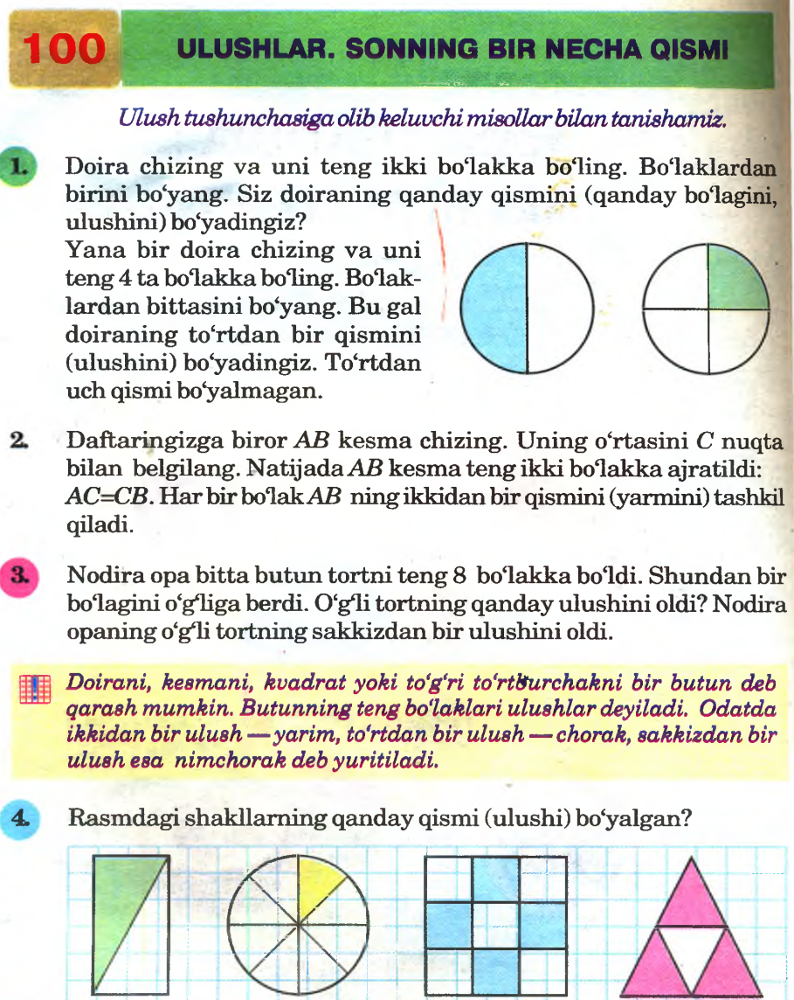 100 ULUSHLAR. SONNING BIR NECHA QISMI
Ulush tushunchasiga olib keluvchi misollar bilan tanishamiz.
1. Doira chizing va uni teng ikki bo‘lakka bo‘ling. Bo‘laklardan
birini bo‘yang. Siz doiraning qanday qismini (qanday bo‘lagini,
ulushini) bo‘yadingiz?
Yana bir doira chizing va uni
teng 4 ta bo‘lakka bo‘ling. Bo‘lak-
lardan bittasini bo‘yang. Bu gal
doiraning to‘rtdan bir qismini
(ulushini) bo‘yadingiz. To‘rtdan
uch qismi bo‘yalmagan.
2. Daftaringizga biror AB kesma chizing. Uning o‘rtasini C nuqta
bilan belgilang. Natijada AB kesma teng ikki bo‘lakka ajratildi:
AC=CB. Har bir bo‘lak AB ning ikkidan bir qismini (yarmini) tashkil
qiladi.
3. Nodira opa bitta butun tortni teng 8 bo‘lakka bo‘ldi. Shundan bir
bo‘lagini o‘g‘liga berdi. O‘g‘li tortning qanday ulushini oldi? Nodira
opaning o‘g‘li tortning sakkizdan bir ulushini oldi.
! Doirani, kesmani, kvadrat yoki to‘g‘ri to‘rtburchakni bir butun deb
qarash mumkin. Butunning teng bo‘laklari ulushlar deyiladi. Odatda
ikkidan bir ulush — yarim, to‘rtdan bir ulush — chorak, sakkizdan bir
ulush esa nimchorak deb yuritiladi.
4. Rasmdagi shakllarning qanday qismi (ulushi) bo‘yalgan?